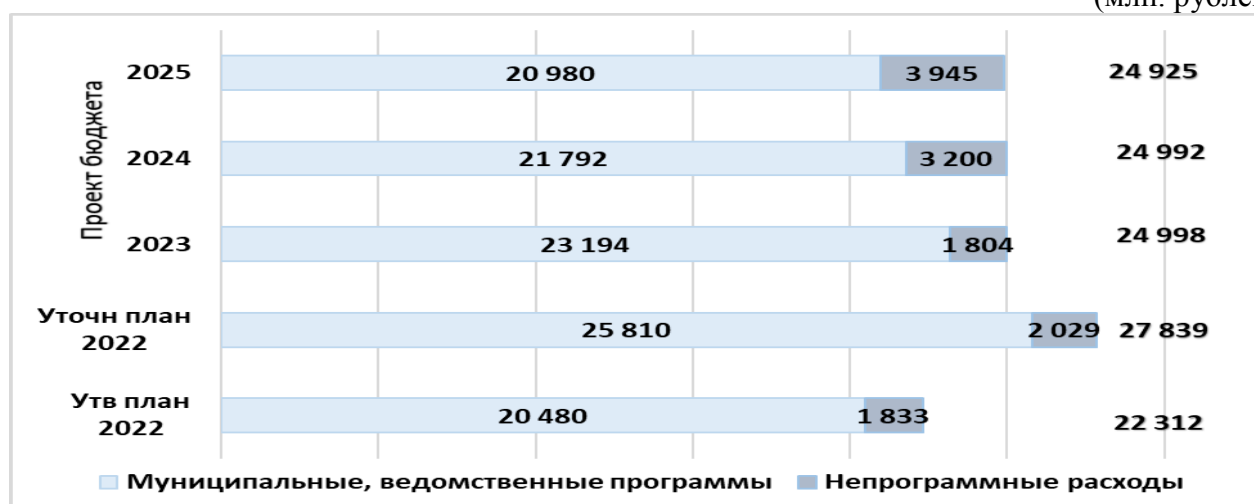 (млн. рубле
2025 20 980 3 945 24 925
2024 21 792 3 200 24 992
2023 23 194 1 804 24 998
Проект бюджета
Уточн план
2022 25 810 2 029 27 839
Утв план
2022 20 480 1 833 22 312
Муниципальные, ведомственные программы Непрограммные расходы